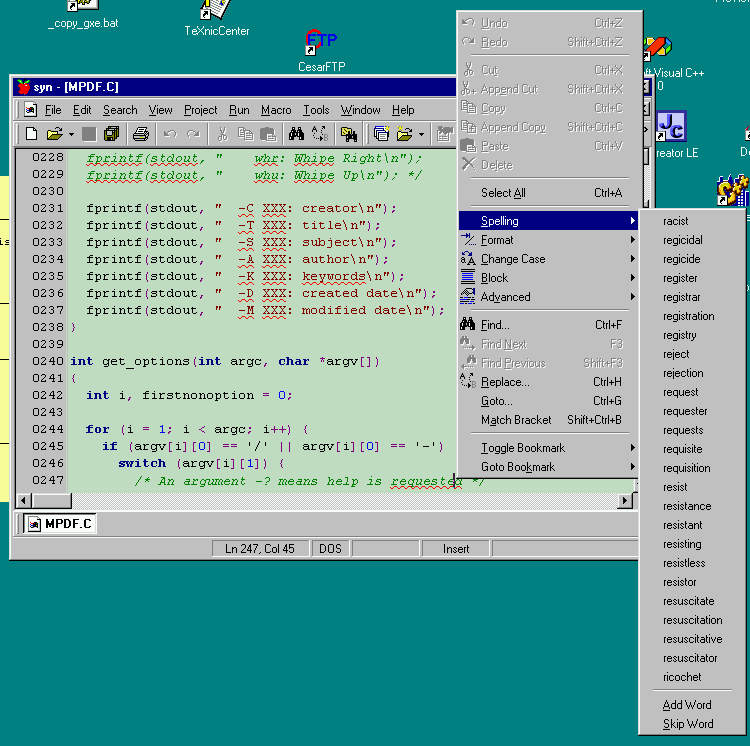 _copy_gxe.bat
TeXnicCenter
FTP
CesarFTP
Visual C++
0
reator LE
syn - [MPDF.C]
File Edit Search View Project Run Macro Tools Window Help
0228 fprintf(stdout, "    whr: Whipe Right\n");
0229 fprintf(stdout, "    whu: Whipe Up\n"); */
0230
0231 fprintf(stdout, "  -C XXX: creator\n");
0232 fprintf(stdout, "  -T XXX: title\n");
0233 fprintf(stdout, "  -S XXX: subject\n");
0234 fprintf(stdout, "  -A XXX: author\n");
0235 fprintf(stdout, "  -K XXX: keywords\n");
0236 fprintf(stdout, "  -D XXX: created date\n");
0237 fprintf(stdout, "  -M XXX: modified date\n");
0238 }
0239
0240 int get_options(int argc, char *argv[])
0241 {
0242   int i, firstnonoption = 0;
0243
0244   for (i = 1; i < argc; i++) {
0245     if (argv[i][0] == '/' || argv[i][0] == '-')
0246       switch (argv[i][1]) {
0247         /* An argument -? means help is requested */
MPDF.C
Ln 247, Col 45 DOS Insert
Undo Ctrl+Z
Redo Shift+Ctrl+Z
Cut Ctrl+X
Append Cut Shift+Ctrl+X
Copy Ctrl+C
Append Copy Shift+Ctrl+C
Paste Ctrl+V
Delete
Select All Ctrl+A
Spelling
Format
Change Case
Block
Advanced
Find... Ctrl+F
Find Next F3
Find Previous Shift+F3
Replace... Ctrl+H
Goto... Ctrl+G
Match Bracket Shift+Ctrl+B
Toggle Bookmark
Goto Bookmark
racist
regicidal
regicide
register
registrar
registration
registry
reject
rejection
request
requester
requests
requisite
requisition
resist
resistance
resistant
resisting
resistless
resistor
resuscitate
resuscitation
resuscitative
resuscitator
ricochet
Add Word
Skip Word